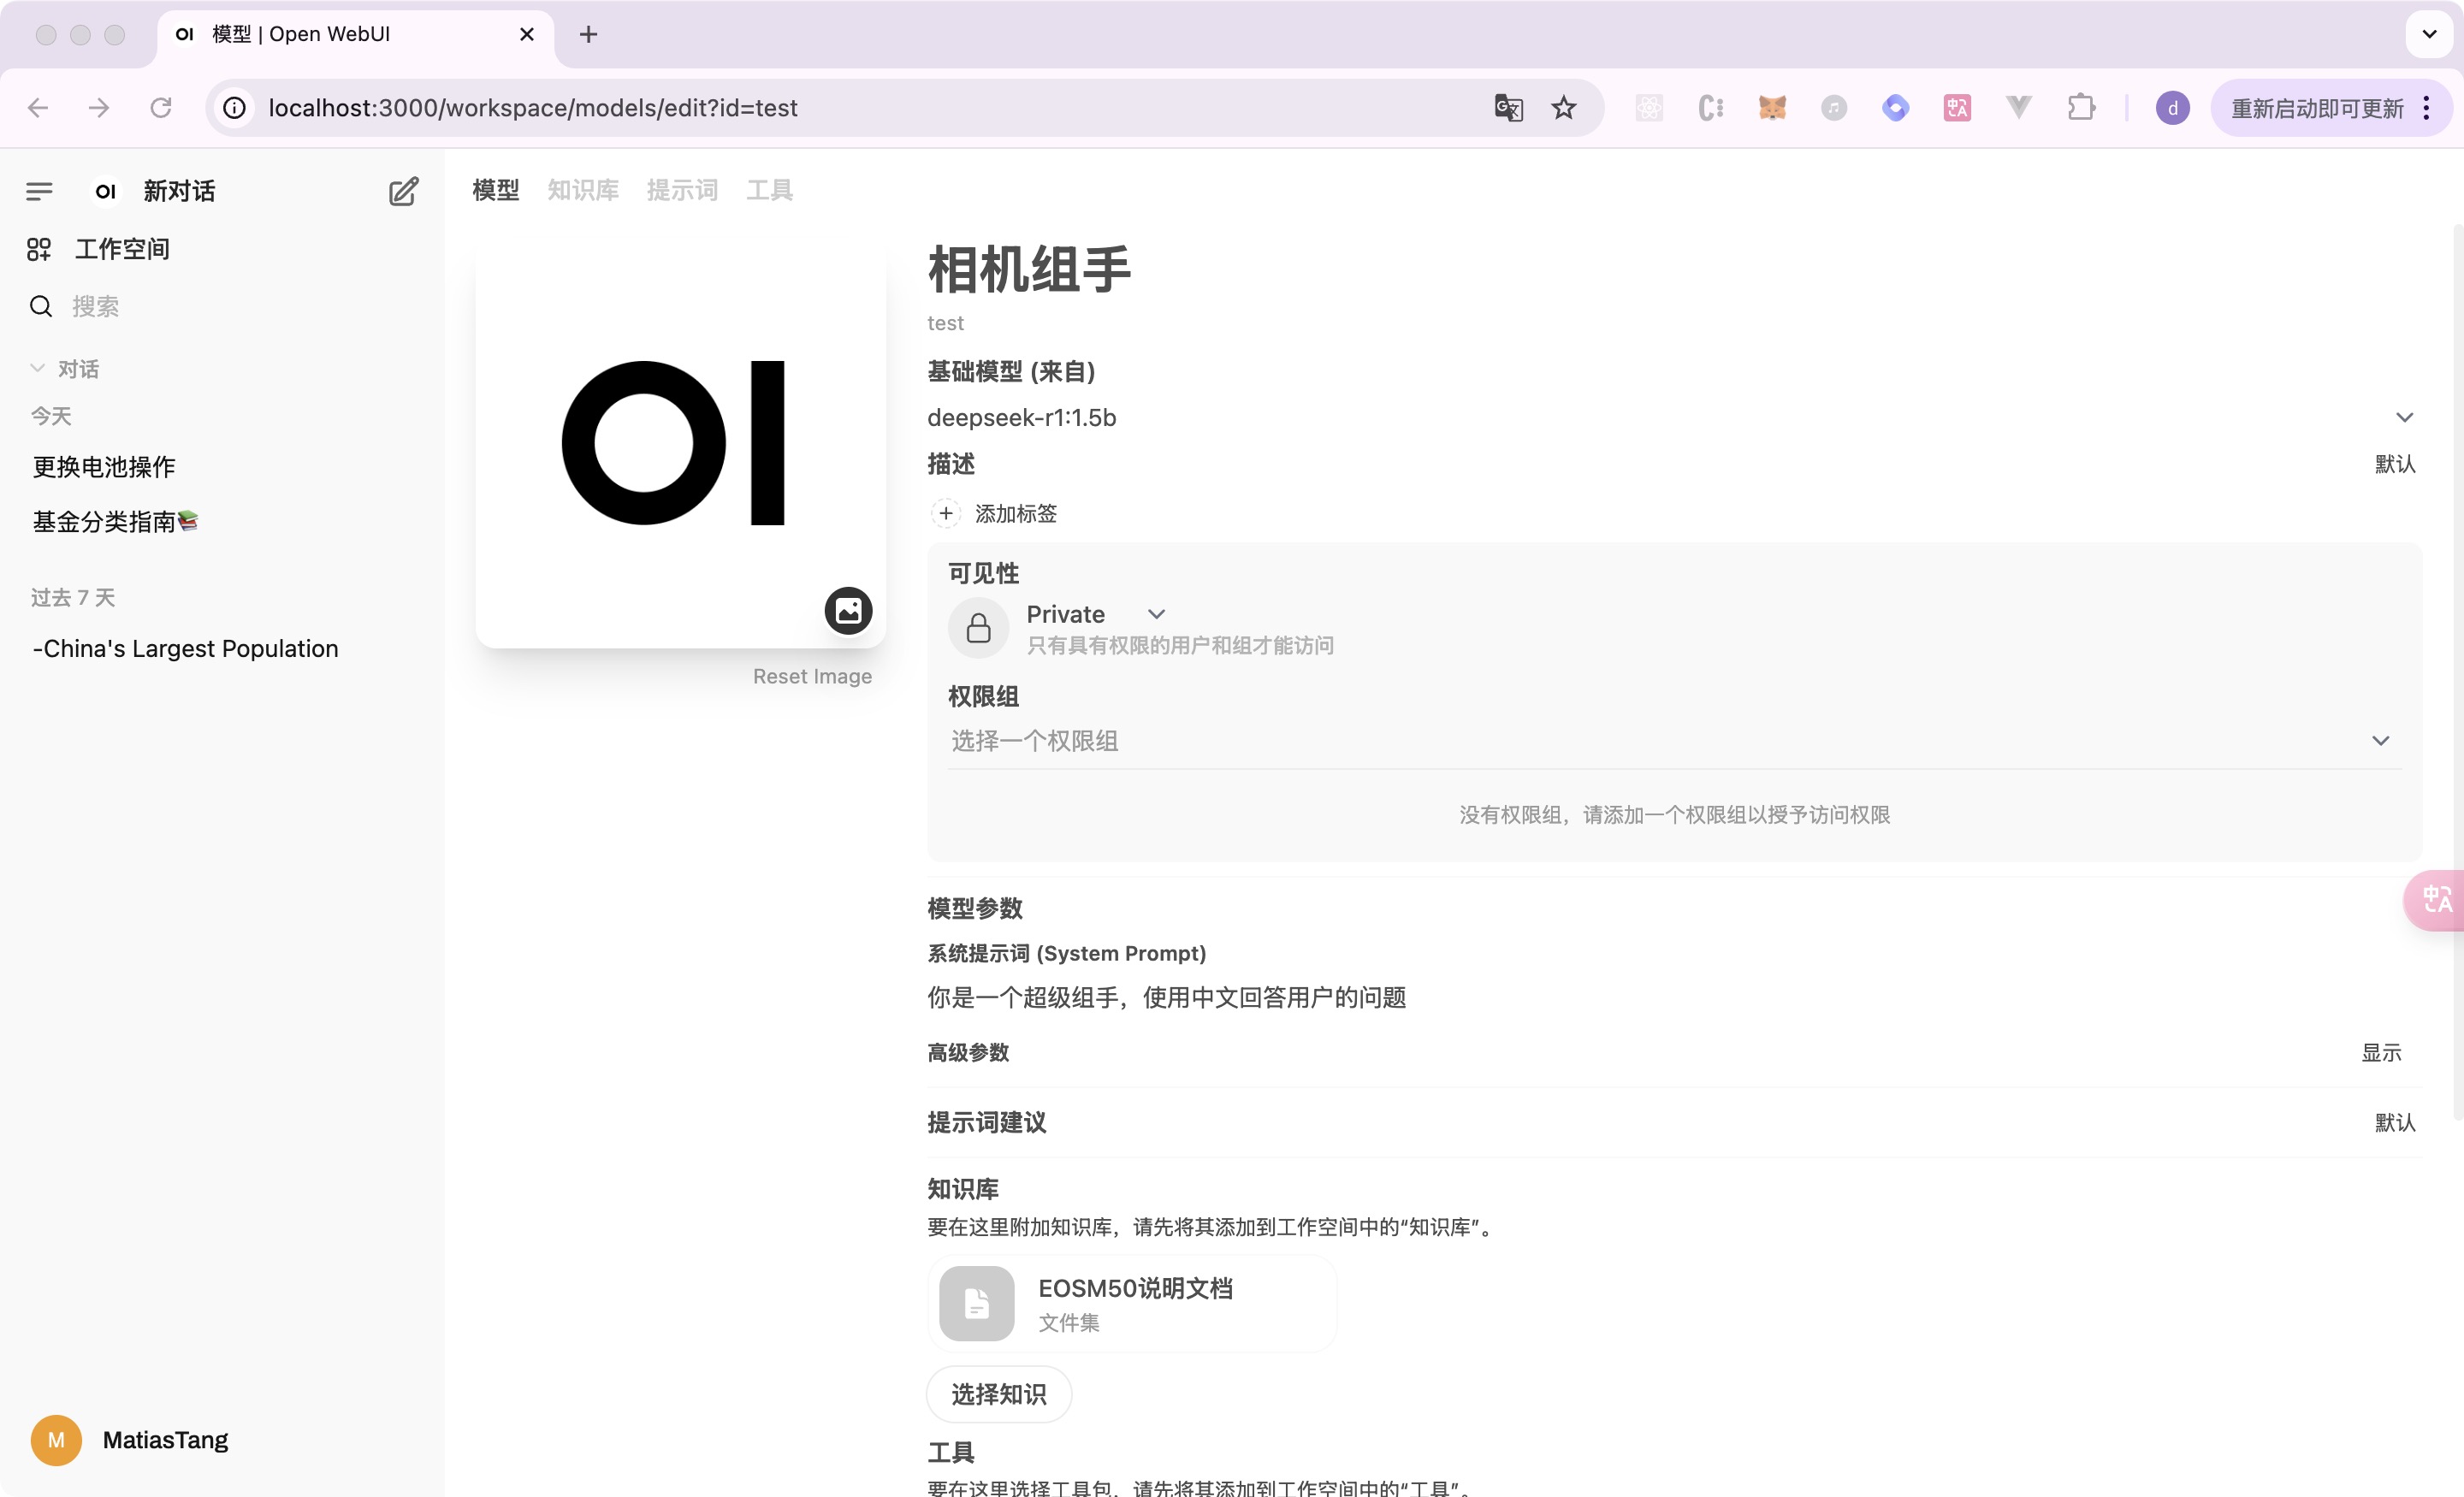 OI 模型 | Open WebUI
localhost:3000/workspace/models/edit?id=test
d
重新启动即可更新
OI 新对话
工作空间
搜索
对话
今天
更换电池操作
基金分类指南📚
过去 7 天
-China's Largest Population
M MatiasTang
模型 知识库 提示词 工具
OI
Reset Image
相机组手
test
基础模型 (来自)
deepseek-r1:1.5b
描述 默认
添加标签
可见性
Private
只有具有权限的用户和组才能访问
权限组
选择一个权限组
没有权限组，请添加一个权限组以授予访问权限
模型参数
系统提示词 (System Prompt)
你是一个超级组手，使用中文回答用户的问题
高级参数 显示
提示词建议 默认
知识库
要在这里附加知识库，请先将其添加到工作空间中的“知识库”。
EOSM50说明文档
文件集
选择知识
工具
要在这里选择工具包，请先将其添加到工作空间中的“工具”。
中A